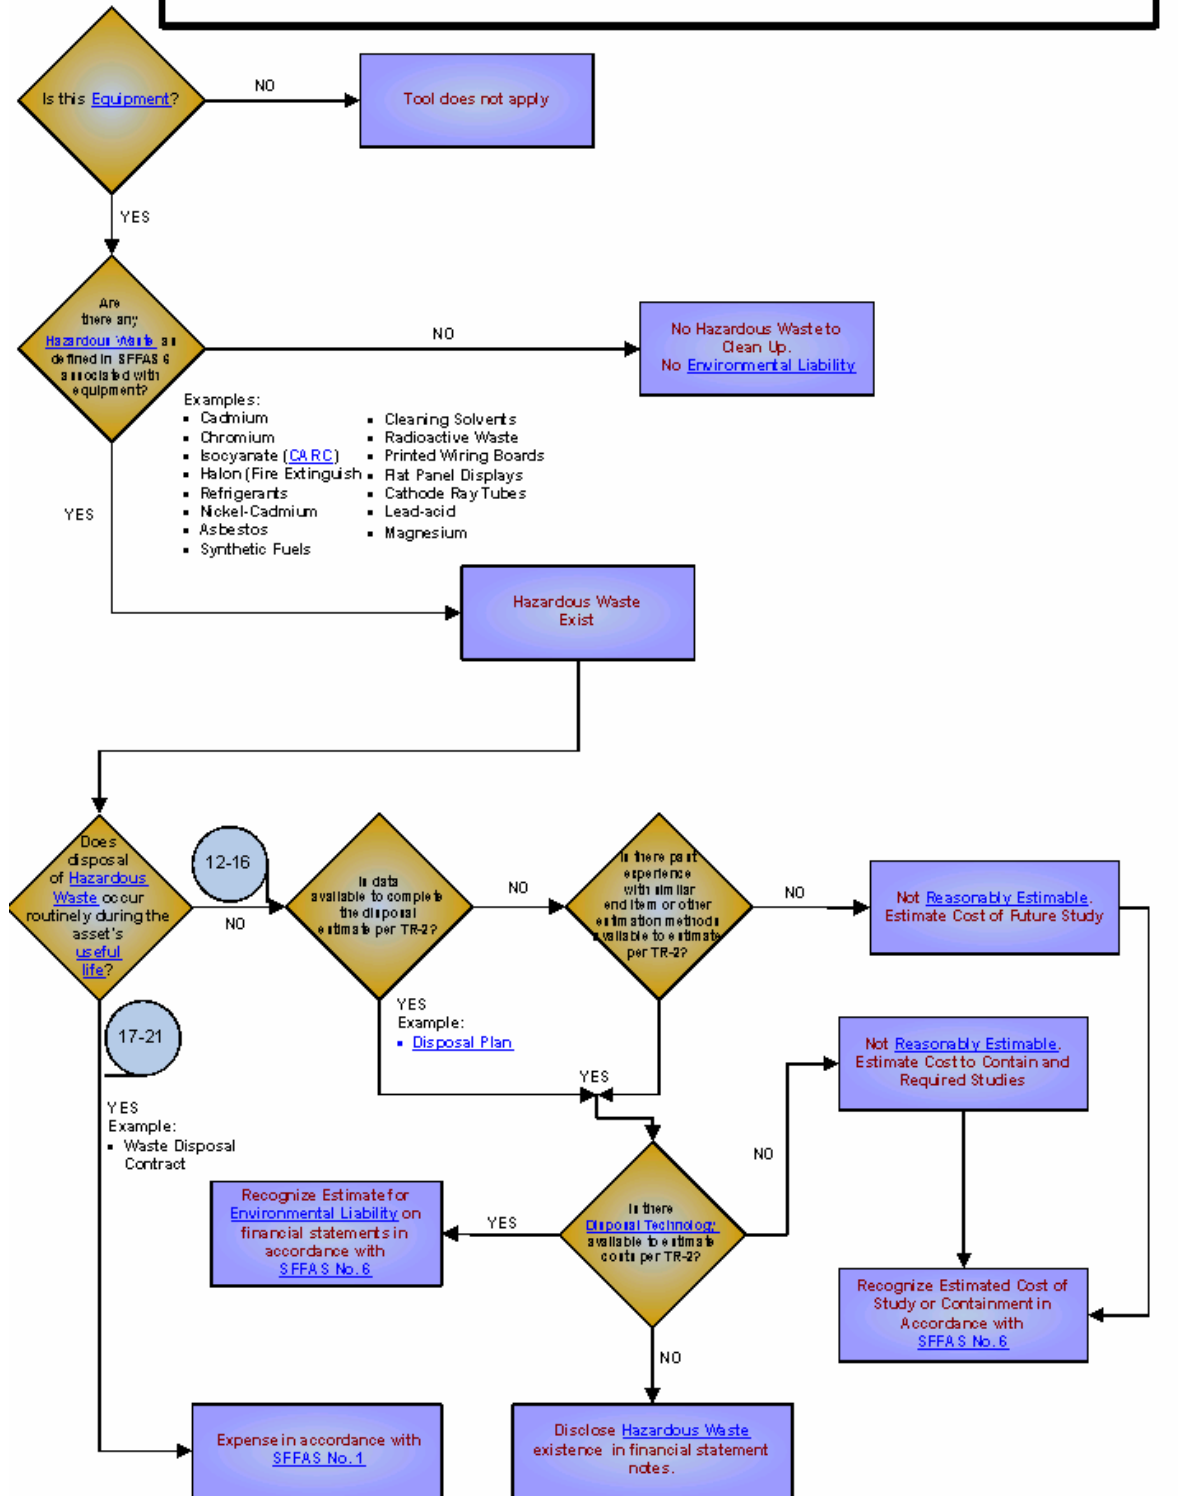 Is this Equipment?
NO
Tool does not apply
YES
Are
there any
Hazardous Waste as
defined in SFFAS 6
associated with
equipment?
NO
No Hazardous Waste to
Clean Up.
No Environmental Liability
Examples:
▪ Cadmium
▪ Chromium
▪ Isocyanate (CARC)
▪ Halon (Fire Extinguish
▪ Refrigerants
▪ Nickel-Cadmium
▪ Asbestos
▪ Synthetic Fuels
▪ Cleaning Solvents
▪ Radioactive Waste
▪ Printed Wiring Boards
▪ Flat Panel Displays
▪ Cathode Ray Tubes
▪ Lead-acid
▪ Magnesium
YES
Hazardous Waste
Exist
Does
disposal
of Hazardous
Waste occur
routinely during the
asset's
useful
life?
12-16
NO
Is data
available to complete
the disposal
estimate per TR-2?
NO
Is there past
experience
with similar
end item or other
estimation methods
available to estimate
per TR-2?
NO
Not Reasonably Estimable.
Estimate Cost of Future Study
17-21
YES
Example:
▪ Disposal Plan
YES
Not Reasonably Estimable.
Estimate Cost to Contain and
Required Studies
YES
Example:
▪ Waste Disposal
Contract
NO
Recognize Estimate for
Environmental Liability on
financial statements in
accordance with
SFFAS No. 6
YES
Is there
Disposal Technology
available to estimate
costs per TR-2?
Recognize Estimated Cost of
Study or Containment in
Accordance with
SFFAS No. 6
NO
Expense in accordance with
SFFAS No. 1
Disclose Hazardous Waste
existence in financial statement
notes.